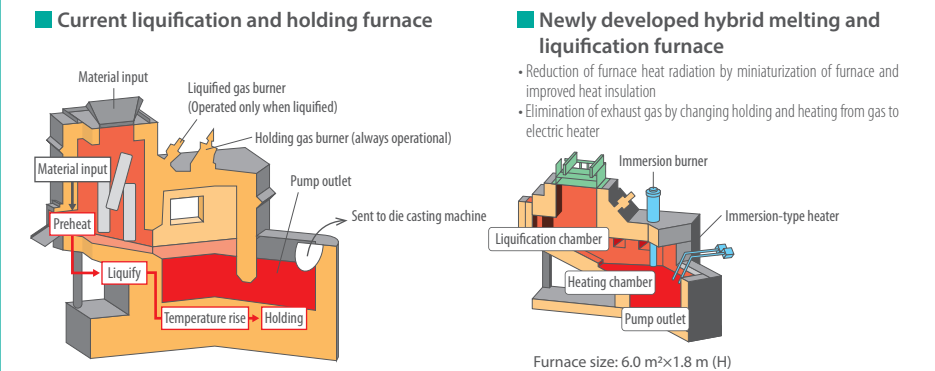 Current liquification and holding furnace
Material input
Liquified gas burner
(Operated only when liquified)
Holding gas burner (always operational)
Pump outlet
Sent to die casting machine
Material input
Preheat
Liquify
Temperature rise
Holding
Newly developed hybrid melting and
liquification furnace
• Reduction of furnace heat radiation by miniaturization of furnace and
improved heat insulation
• Elimination of exhaust gas by changing holding and heating from gas to
electric heater
Immersion burner
Immersion-type heater
Liquification chamber
Heating chamber
Pump outlet
Furnace size: 6.0 m²×1.8 m (H)